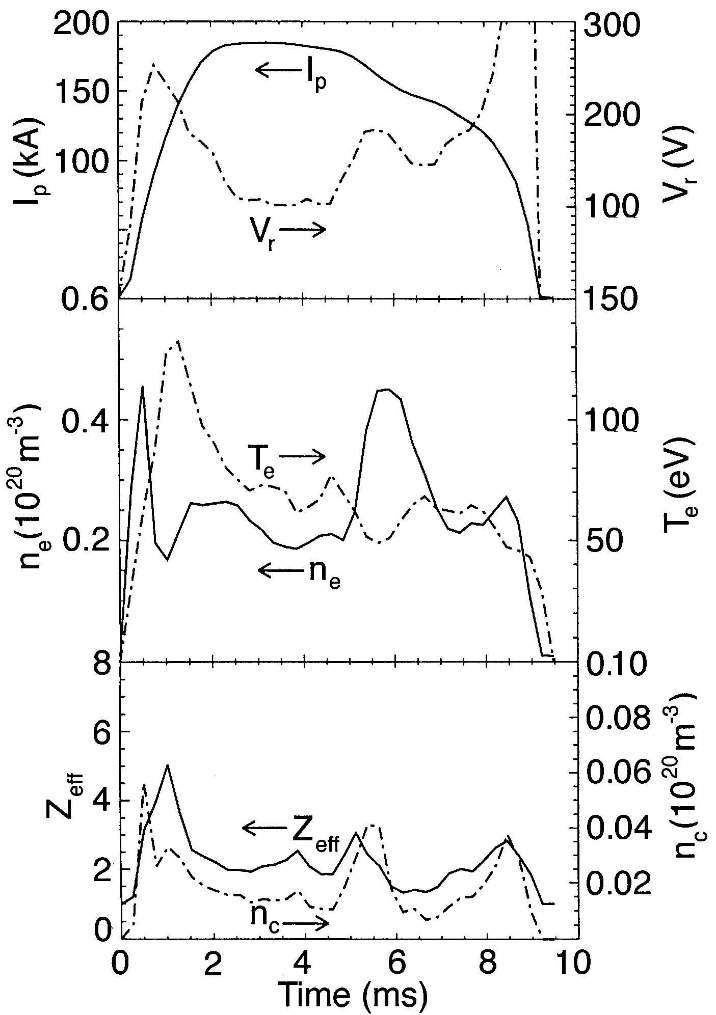 200
300
I_p
150
200
I_p (kA)
V_r (V)
100
100
V_r
0.6
150
0.4
100
T_e
n_e(10^20 m^-3)
T_e (eV)
0.2
50
n_e
8
0.10
0.08
6
0.06
Z_eff
4
n_c (10^20 m^-3)
Z_eff
0.04
2
0.02
n_c
0
0 2 4 6 8 10
Time (ms)